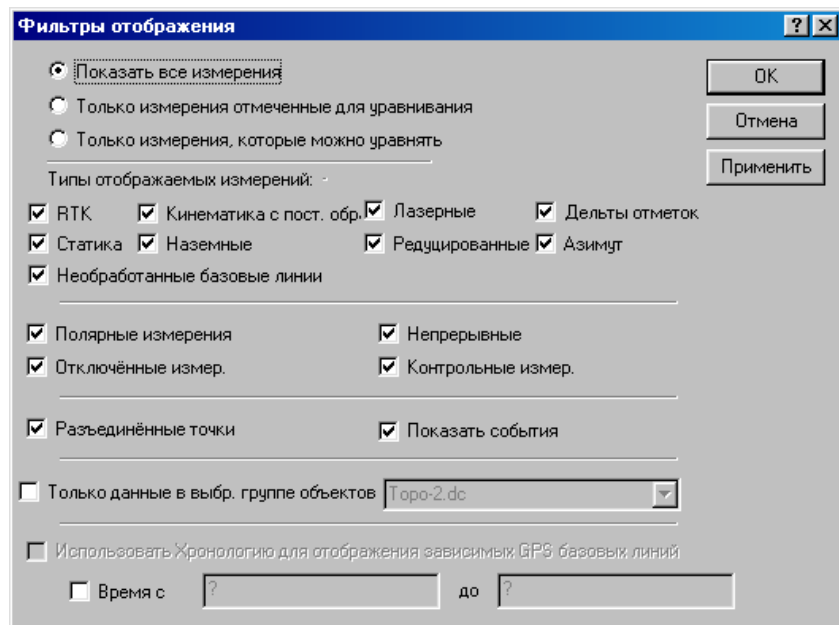 Фильтры отображения
Показать все измерения
OK
Только измерения отмеченные для уравнивания
Отмена
Только измерения, которые можно уравнять
Применить
Типы отображаемых измерений: -
RTK Кинематика с пост. обр. Лазерные Дельты отметок
Статика Наземные Редуцированные Азимут
Необработанные базовые линии
Полярные измерения Непрерывные
Отключённые измер. Контрольные измер.
Разъединённые точки Показать события
Только данные в выбр. группе объектов Topo-2.dc
Использовать Хронологию для отображения зависимых GPS базовых линий
Время с ? до ?